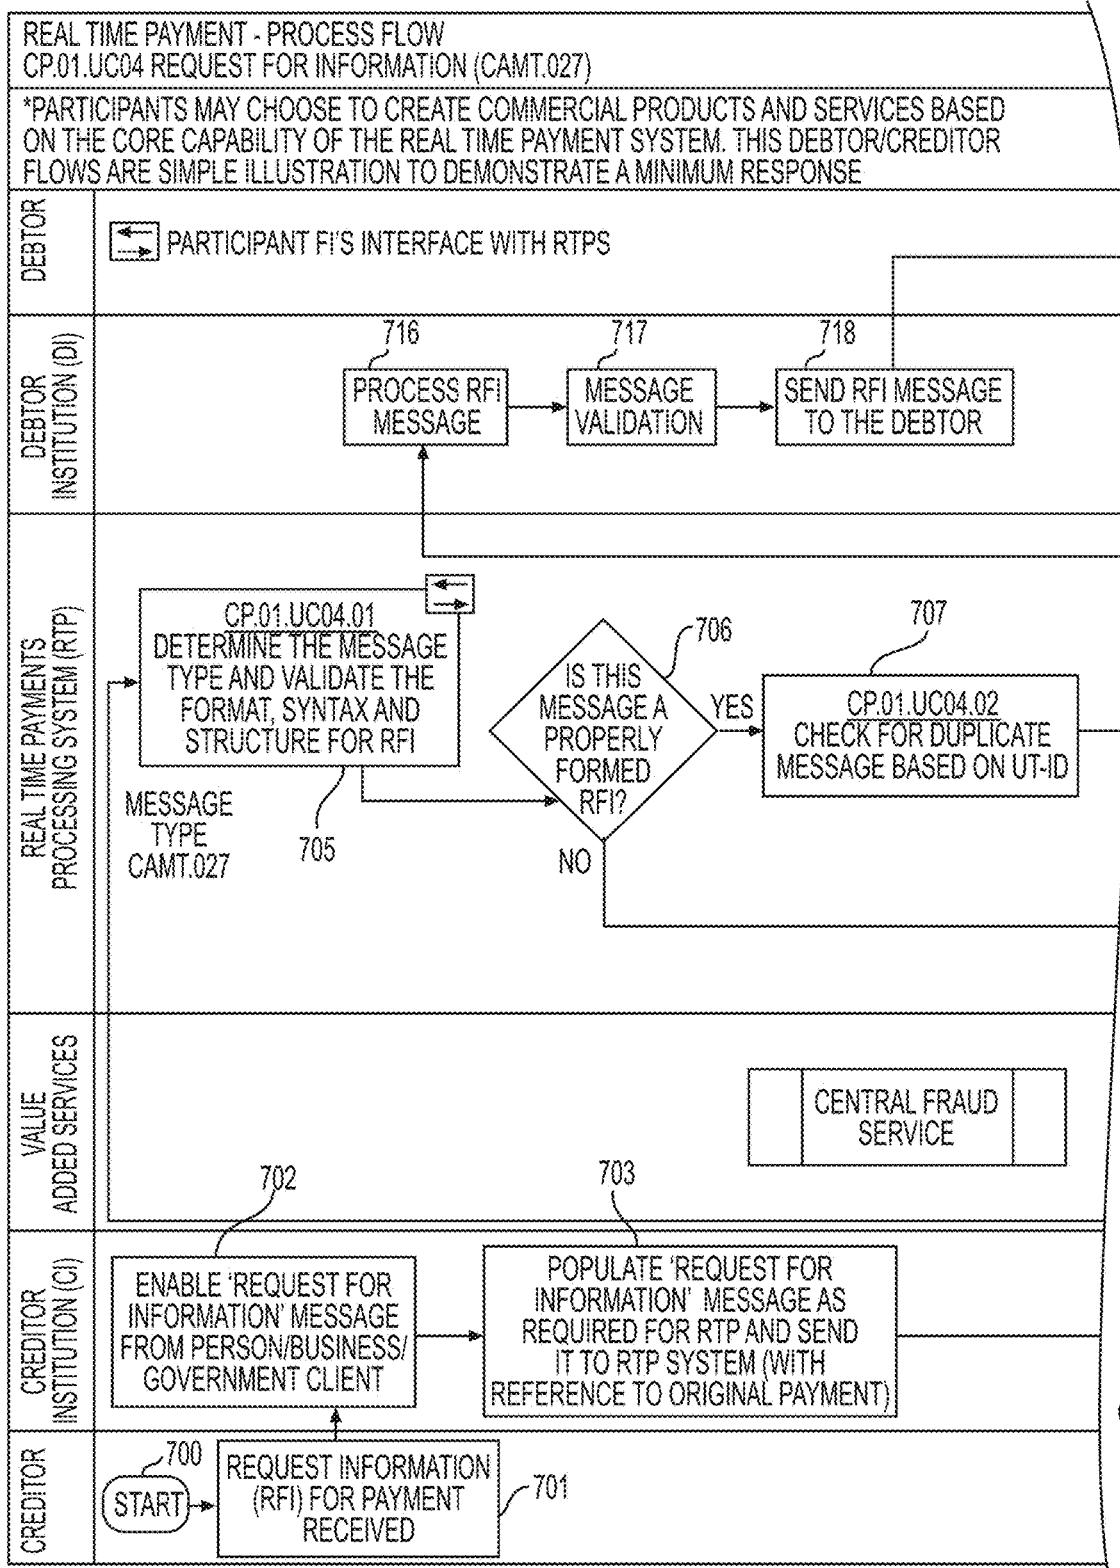 REAL TIME PAYMENT - PROCESS FLOW
CP.01.UC04 REQUEST FOR INFORMATION (CAMT.027)
*PARTICIPANTS MAY CHOOSE TO CREATE COMMERCIAL PRODUCTS AND SERVICES BASED
ON THE CORE CAPABILITY OF THE REAL TIME PAYMENT SYSTEM. THIS DEBTOR/CREDITOR
FLOWS ARE SIMPLE ILLUSTRATION TO DEMONSTRATE A MINIMUM RESPONSE
DEBTOR
PARTICIPANT FI'S INTERFACE WITH RTPS
DEBTOR
INSTITUTION (DI)
716
PROCESS RFI
MESSAGE
717
MESSAGE
VALIDATION
718
SEND RFI MESSAGE
TO THE DEBTOR
REAL TIME PAYMENTS
PROCESSING SYSTEM (RTP)
CP.01.UC04.01
DETERMINE THE MESSAGE
TYPE AND VALIDATE THE
FORMAT, SYNTAX AND
STRUCTURE FOR RFI
705
MESSAGE
TYPE
CAMT.027
706
IS THIS
MESSAGE A
PROPERLY
FORMED
RFI?
YES
NO
707
CP.01.UC04.02
CHECK FOR DUPLICATE
MESSAGE BASED ON UT-ID
VALUE
ADDED SERVICES
CENTRAL FRAUD
SERVICE
CREDITOR
INSTITUTION (CI)
702
ENABLE 'REQUEST FOR
INFORMATION' MESSAGE
FROM PERSON/BUSINESS/
GOVERNMENT CLIENT
703
POPULATE 'REQUEST FOR
INFORMATION' MESSAGE AS
REQUIRED FOR RTP AND SEND
IT TO RTP SYSTEM (WITH
REFERENCE TO ORIGINAL PAYMENT)
CREDITOR
700
START
REQUEST INFORMATION
(RFI) FOR PAYMENT
RECEIVED
701